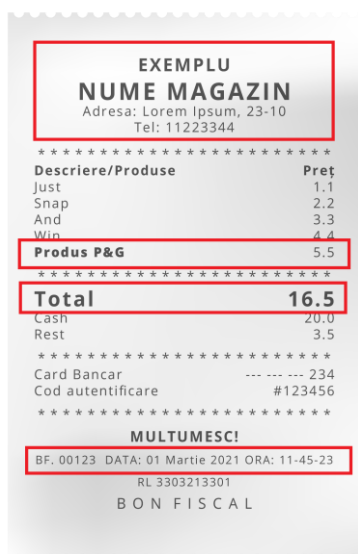 EXEMPLU
NUME MAGAZIN
Adresa: Lorem Ipsum, 23-10
Tel: 11223344
* * * * * * * * * * * * * * * * * * * * * * * *
Descriere/Produse Preț
Just 1.1
Snap 2.2
And 3.3
Win 4.4
Produs P&G 5.5
* * * * * * * * * * * * * * * * * * * * * * * *
Total 16.5
Cash 20.0
Rest 3.5
* * * * * * * * * * * * * * * * * * * * * * * *
Card Bancar --- --- --- 234
Cod autentificare #123456
* * * * * * * * * * * * * * * * * * * * * * * *
MULTUMESC!
BF. 00123 DATA: 01 Martie 2021 ORA: 11-45-23
RL 3303213301
BON FISCAL